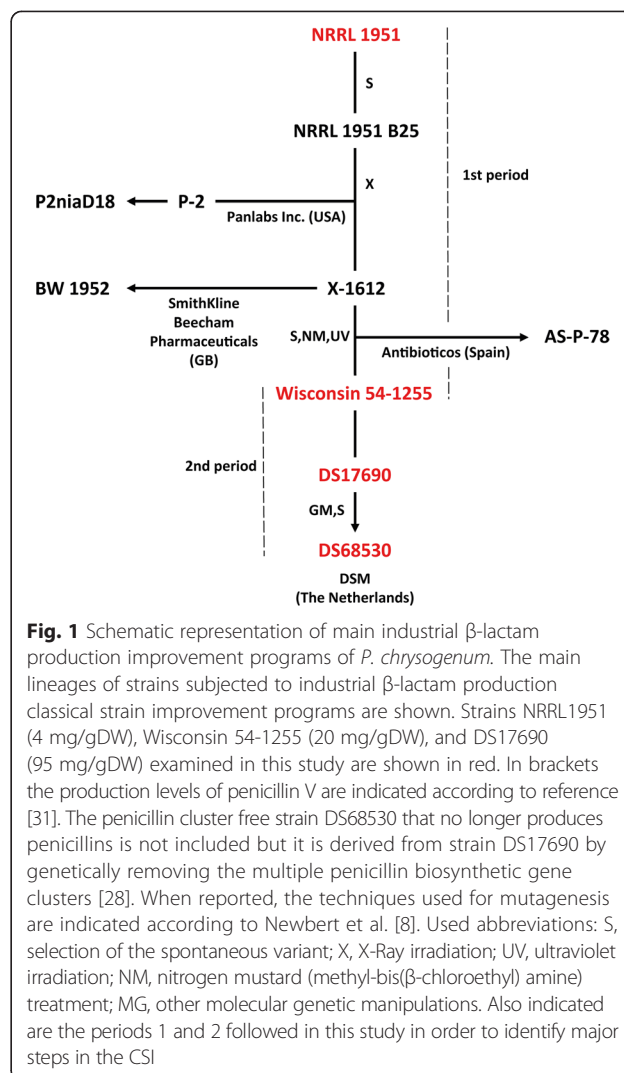 NRRL 1951
S
NRRL 1951 B25
X
1st period
P2niaD18
P-2
Panlabs Inc. (USA)
BW 1952
X-1612
SmithKline
Beecham
Pharmaceuticals
(GB)
S,NM,UV
AS-P-78
Antibioticos (Spain)
Wisconsin 54-1255
2nd period
DS17690
GM,S
DS68530
DSM
(The Netherlands)
Fig. 1 Schematic representation of main industrial β-lactam
production improvement programs of P. chrysogenum. The main
lineages of strains subjected to industrial β-lactam production
classical strain improvement programs are shown. Strains NRRL1951
(4 mg/gDW), Wisconsin 54-1255 (20 mg/gDW), and DS17690
(95 mg/gDW) examined in this study are shown in red. In brackets
the production levels of penicillin V are indicated according to reference
[31]. The penicillin cluster free strain DS68530 that no longer produces
penicillins is not included but it is derived from strain DS17690 by
genetically removing the multiple penicillin biosynthetic gene
clusters [28]. When reported, the techniques used for mutagenesis
are indicated according to Newbert et al. [8]. Used abbreviations: S,
selection of the spontaneous variant; X, X-Ray irradiation; UV, ultraviolet
irradiation; NM, nitrogen mustard (methyl-bis(β-chloroethyl) amine)
treatment; MG, other molecular genetic manipulations. Also indicated
are the periods 1 and 2 followed in this study in order to identify major
steps in the CSI